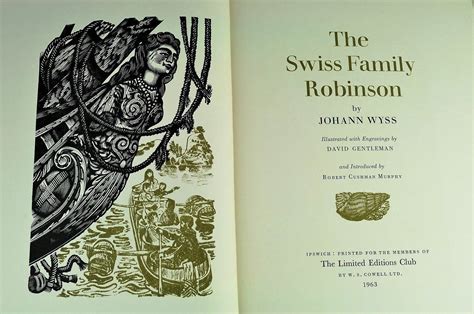 The
Swiss Family
Robinson
by
JOHANN WYSS
Illustrated with Engravings by
DAVID GENTLEMAN
and Introduced by
ROBERT CUSHMAN MURPHY
IPSWICH : PRINTED FOR THE MEMBERS OF
The Limited Editions Club
BY W. S. COWELL LTD.
1963